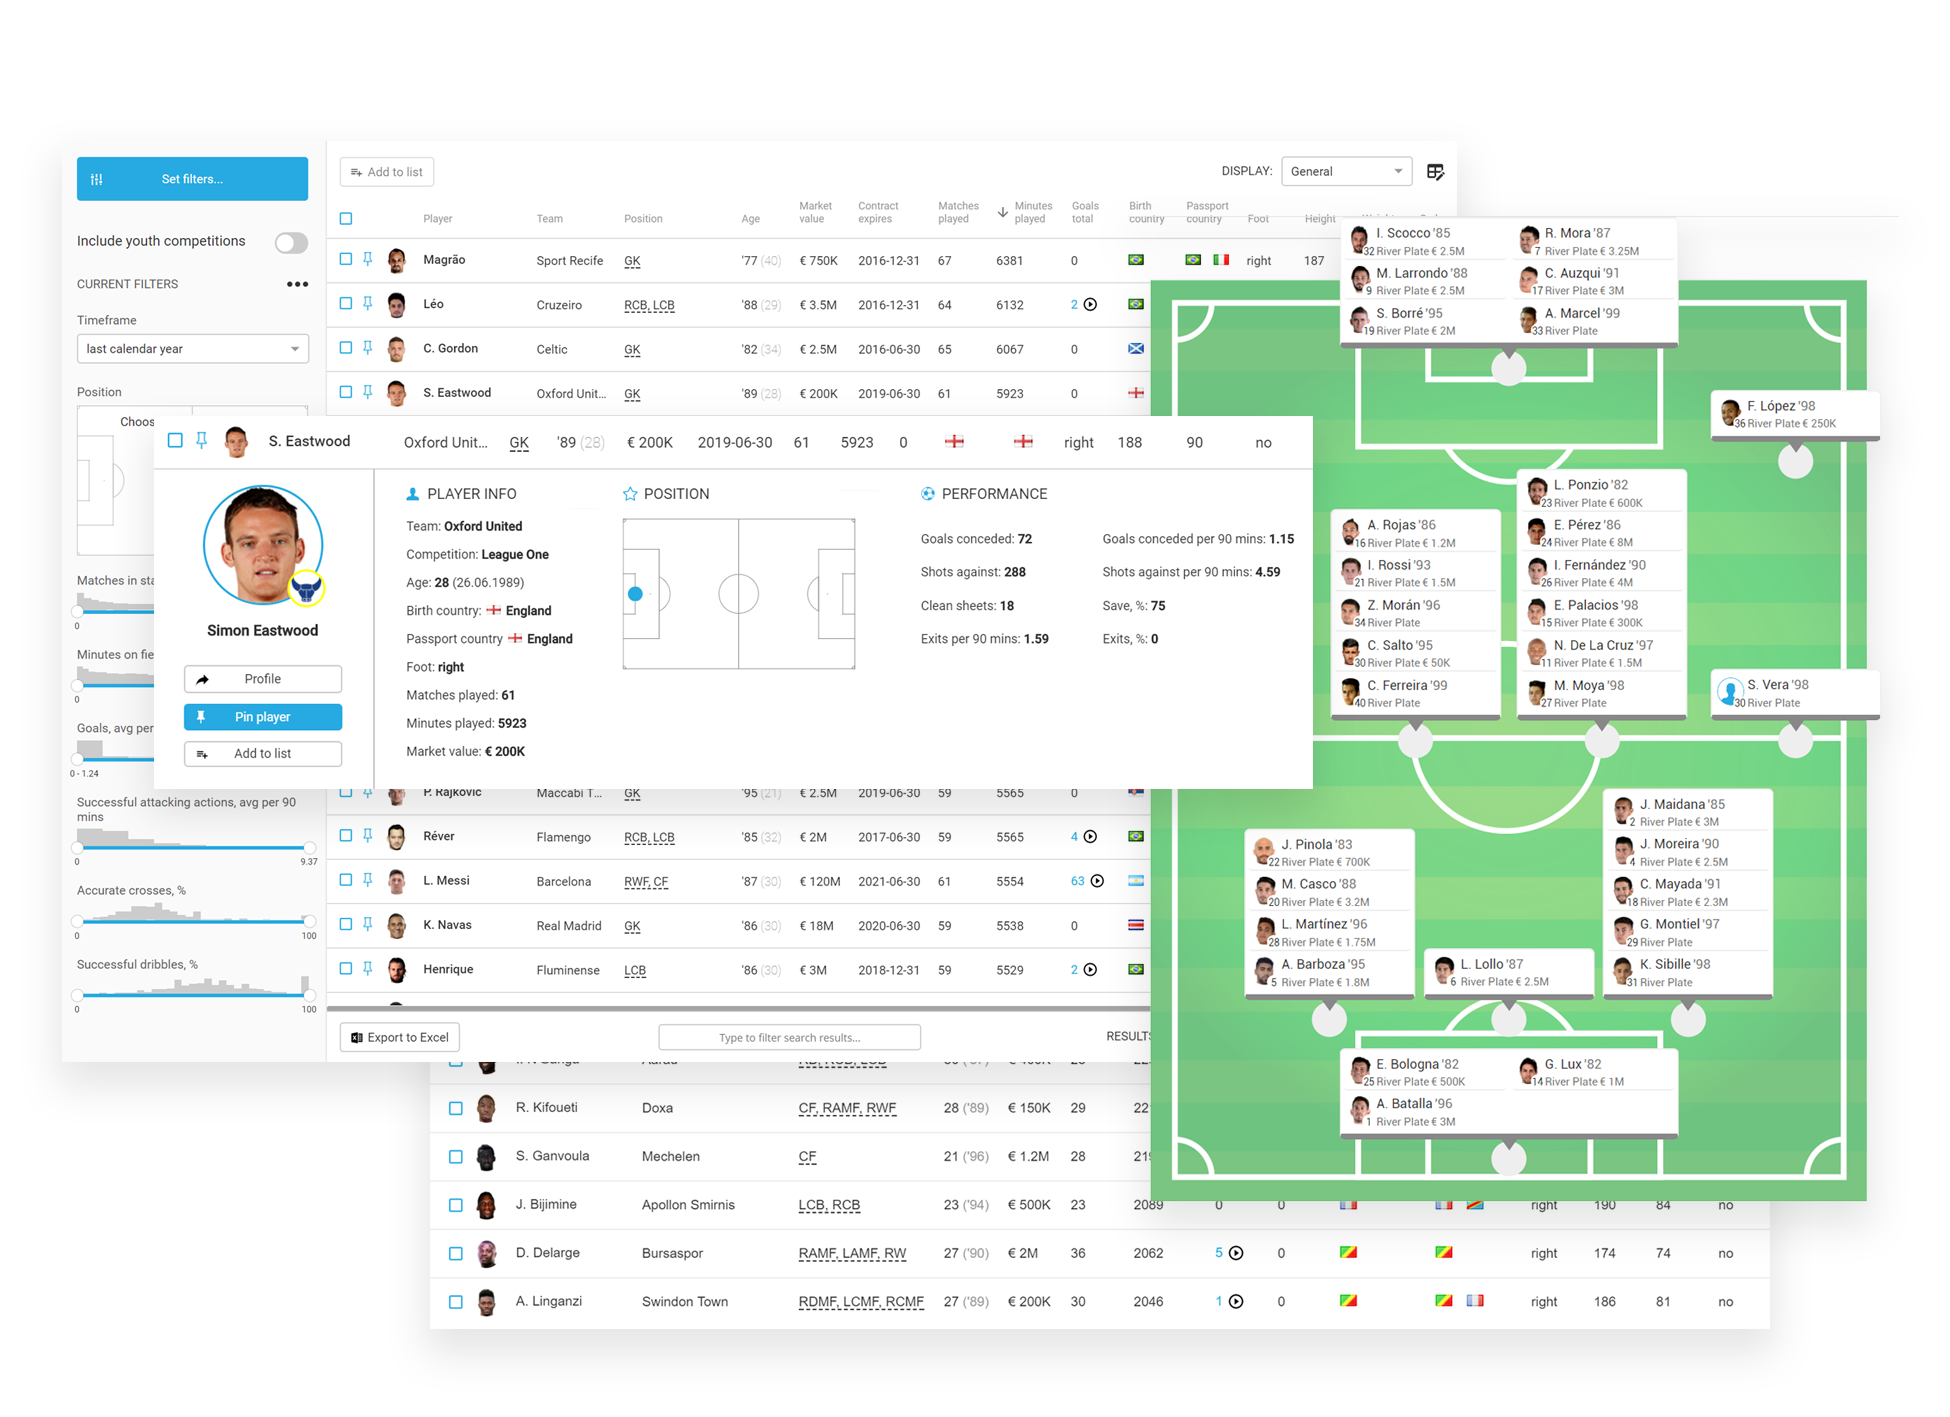 Set filters...
Include youth competitions
CURRENT FILTERS
Timeframe
last calendar year
Position
Choos
Matches in sta
0
Minutes on fie
0
Goals, avg per
0 - 1.24
Successful attacking actions, avg per 90 mins
0 9.37
Accurate crosses, %
0 100
Successful dribbles, %
0 100
Add to list
DISPLAY: General
Player Team Position Age Market value Contract expires Matches played Minutes played Goals total Birth country Passport country Foot Height
Magrão Sport Recife GK '77 (40) € 750K 2016-12-31 67 6381 0 right 187
Léo Cruzeiro RCB, LCB '88 (29) € 3.5M 2016-12-31 64 6132 2
C. Gordon Celtic GK '82 (34) € 2.5M 2016-06-30 65 6067 0
S. Eastwood Oxford Unit... GK '89 (28) € 200K 2019-06-30 61 5923 0
S. Eastwood Oxford Unit... GK '89 (28) € 200K 2019-06-30 61 5923 0 right 188 90 no
Simon Eastwood
Profile
Pin player
Add to list
PLAYER INFO
Team: Oxford United
Competition: League One
Age: 28 (26.06.1989)
Birth country: England
Passport country England
Foot: right
Matches played: 61
Minutes played: 5923
Market value: € 200K
POSITION
PERFORMANCE
Goals conceded: 72 Goals conceded per 90 mins: 1.15
Shots against: 288 Shots against per 90 mins: 4.59
Clean sheets: 18 Save, %: 75
Exits per 90 mins: 1.59 Exits, %: 0
P. Rajkovic Maccabi T... GK '95 (21) € 2.5M 2019-06-30 59 5565 0
Réver Flamengo RCB, LCB '85 (32) € 2M 2017-06-30 59 5565 4
L. Messi Barcelona RWF, CF '87 (30) € 120M 2021-06-30 61 5554 63
K. Navas Real Madrid GK '86 (30) € 18M 2020-06-30 59 5538 0
Henrique Fluminense LCB '86 (30) € 3M 2018-12-31 59 5529 2
Export to Excel
Type to filter search results...
RESULTS
R. Kifoueti Doxa CF, RAMF, RWF 28 ('89) € 150K 29 22
S. Ganvoula Mechelen CF 21 ('96) € 1.2M 28 219
J. Bijimine Apollon Smirnis LCB, RCB 23 ('94) € 500K 23 2089 0 0 right 190 84 no
D. Delarge Bursaspor RAMF, LAMF, RW 27 ('90) € 2M 36 2062 5 0 right 174 74 no
A. Linganzi Swindon Town RDMF, LCMF, RCMF 27 ('89) € 200K 30 2046 1 0 right 186 81 no
I. Scocco '85
32 River Plate € 2.5M
R. Mora '87
7 River Plate € 3.25M
M. Larrondo '88
9 River Plate € 2.5M
C. Auzqui '91
17 River Plate € 3M
S. Borré '95
19 River Plate € 2M
A. Marcel '99
33 River Plate
F. López '98
36 River Plate € 250K
A. Rojas '86
16 River Plate € 1.2M
I. Rossi '93
21 River Plate € 1.5M
Z. Morán '96
34 River Plate
C. Salto '95
30 River Plate € 50K
C. Ferreira '99
40 River Plate
L. Ponzio '82
23 River Plate € 600K
E. Pérez '86
24 River Plate € 8M
I. Fernández '90
26 River Plate € 4M
E. Palacios '98
15 River Plate € 300K
N. De La Cruz '97
11 River Plate € 1.5M
M. Moya '98
27 River Plate
S. Vera '98
30 River Plate
J. Pinola '83
22 River Plate € 700K
M. Casco '88
20 River Plate € 3.2M
L. Martínez '96
28 River Plate € 1.75M
A. Barboza '95
5 River Plate € 1.8M
L. Lollo '87
6 River Plate € 2.5M
J. Maidana '85
2 River Plate € 3M
J. Moreira '90
4 River Plate € 2.5M
C. Mayada '91
18 River Plate € 2.3M
G. Montiel '97
29 River Plate
K. Sibille '98
31 River Plate
E. Bologna '82
25 River Plate € 500K
G. Lux '82
14 River Plate € 1M
A. Batalla '96
1 River Plate € 3M